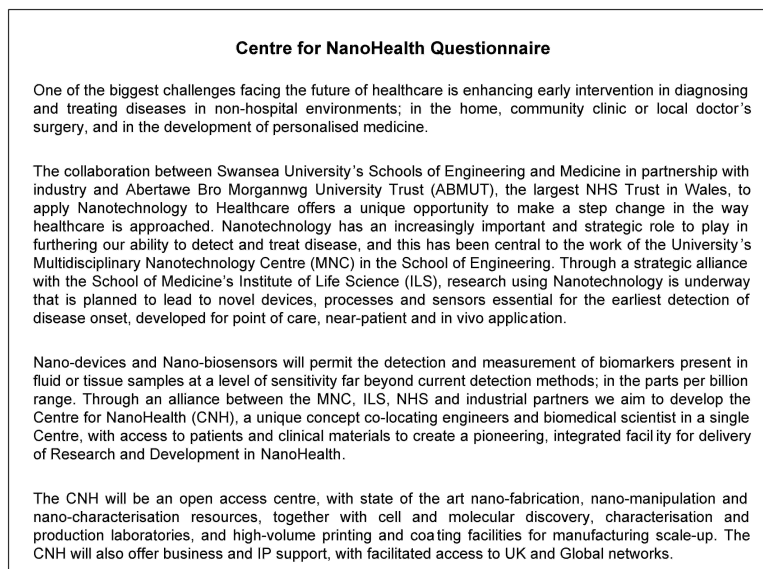 Centre for NanoHealth Questionnaire
One of the biggest challenges facing the future of healthcare is enhancing early intervention in diagnosing
and treating diseases in non-hospital environments; in the home, community clinic or local doctor's
surgery, and in the development of personalised medicine.
The collaboration between Swansea University's Schools of Engineering and Medicine in partnership with
industry and Abertawe Bro Morgannwg University Trust (ABMUT), the largest NHS Trust in Wales, to
apply Nanotechnology to Healthcare offers a unique opportunity to make a step change in the way
healthcare is approached. Nanotechnology has an increasingly important and strategic role to play in
furthering our ability to detect and treat disease, and this has been central to the work of the University's
Multidisciplinary Nanotechnology Centre (MNC) in the School of Engineering. Through a strategic alliance
with the School of Medicine's Institute of Life Science (ILS), research using Nanotechnology is underway
that is planned to lead to novel devices, processes and sensors essential for the earliest detection of
disease onset, developed for point of care, near-patient and in vivo application.
Nano-devices and Nano-biosensors will permit the detection and measurement of biomarkers present in
fluid or tissue samples at a level of sensitivity far beyond current detection methods; in the parts per billion
range. Through an alliance between the MNC, ILS, NHS and industrial partners we aim to develop the
Centre for NanoHealth (CNH), a unique concept co-locating engineers and biomedical scientist in a single
Centre, with access to patients and clinical materials to create a pioneering, integrated facility for delivery
of Research and Development in NanoHealth.
The CNH will be an open access centre, with state of the art nano-fabrication, nano-manipulation and
nano-characterisation resources, together with cell and molecular discovery, characterisation and
production laboratories, and high-volume printing and coating facilities for manufacturing scale-up. The
CNH will also offer business and IP support, with facilitated access to UK and Global networks.